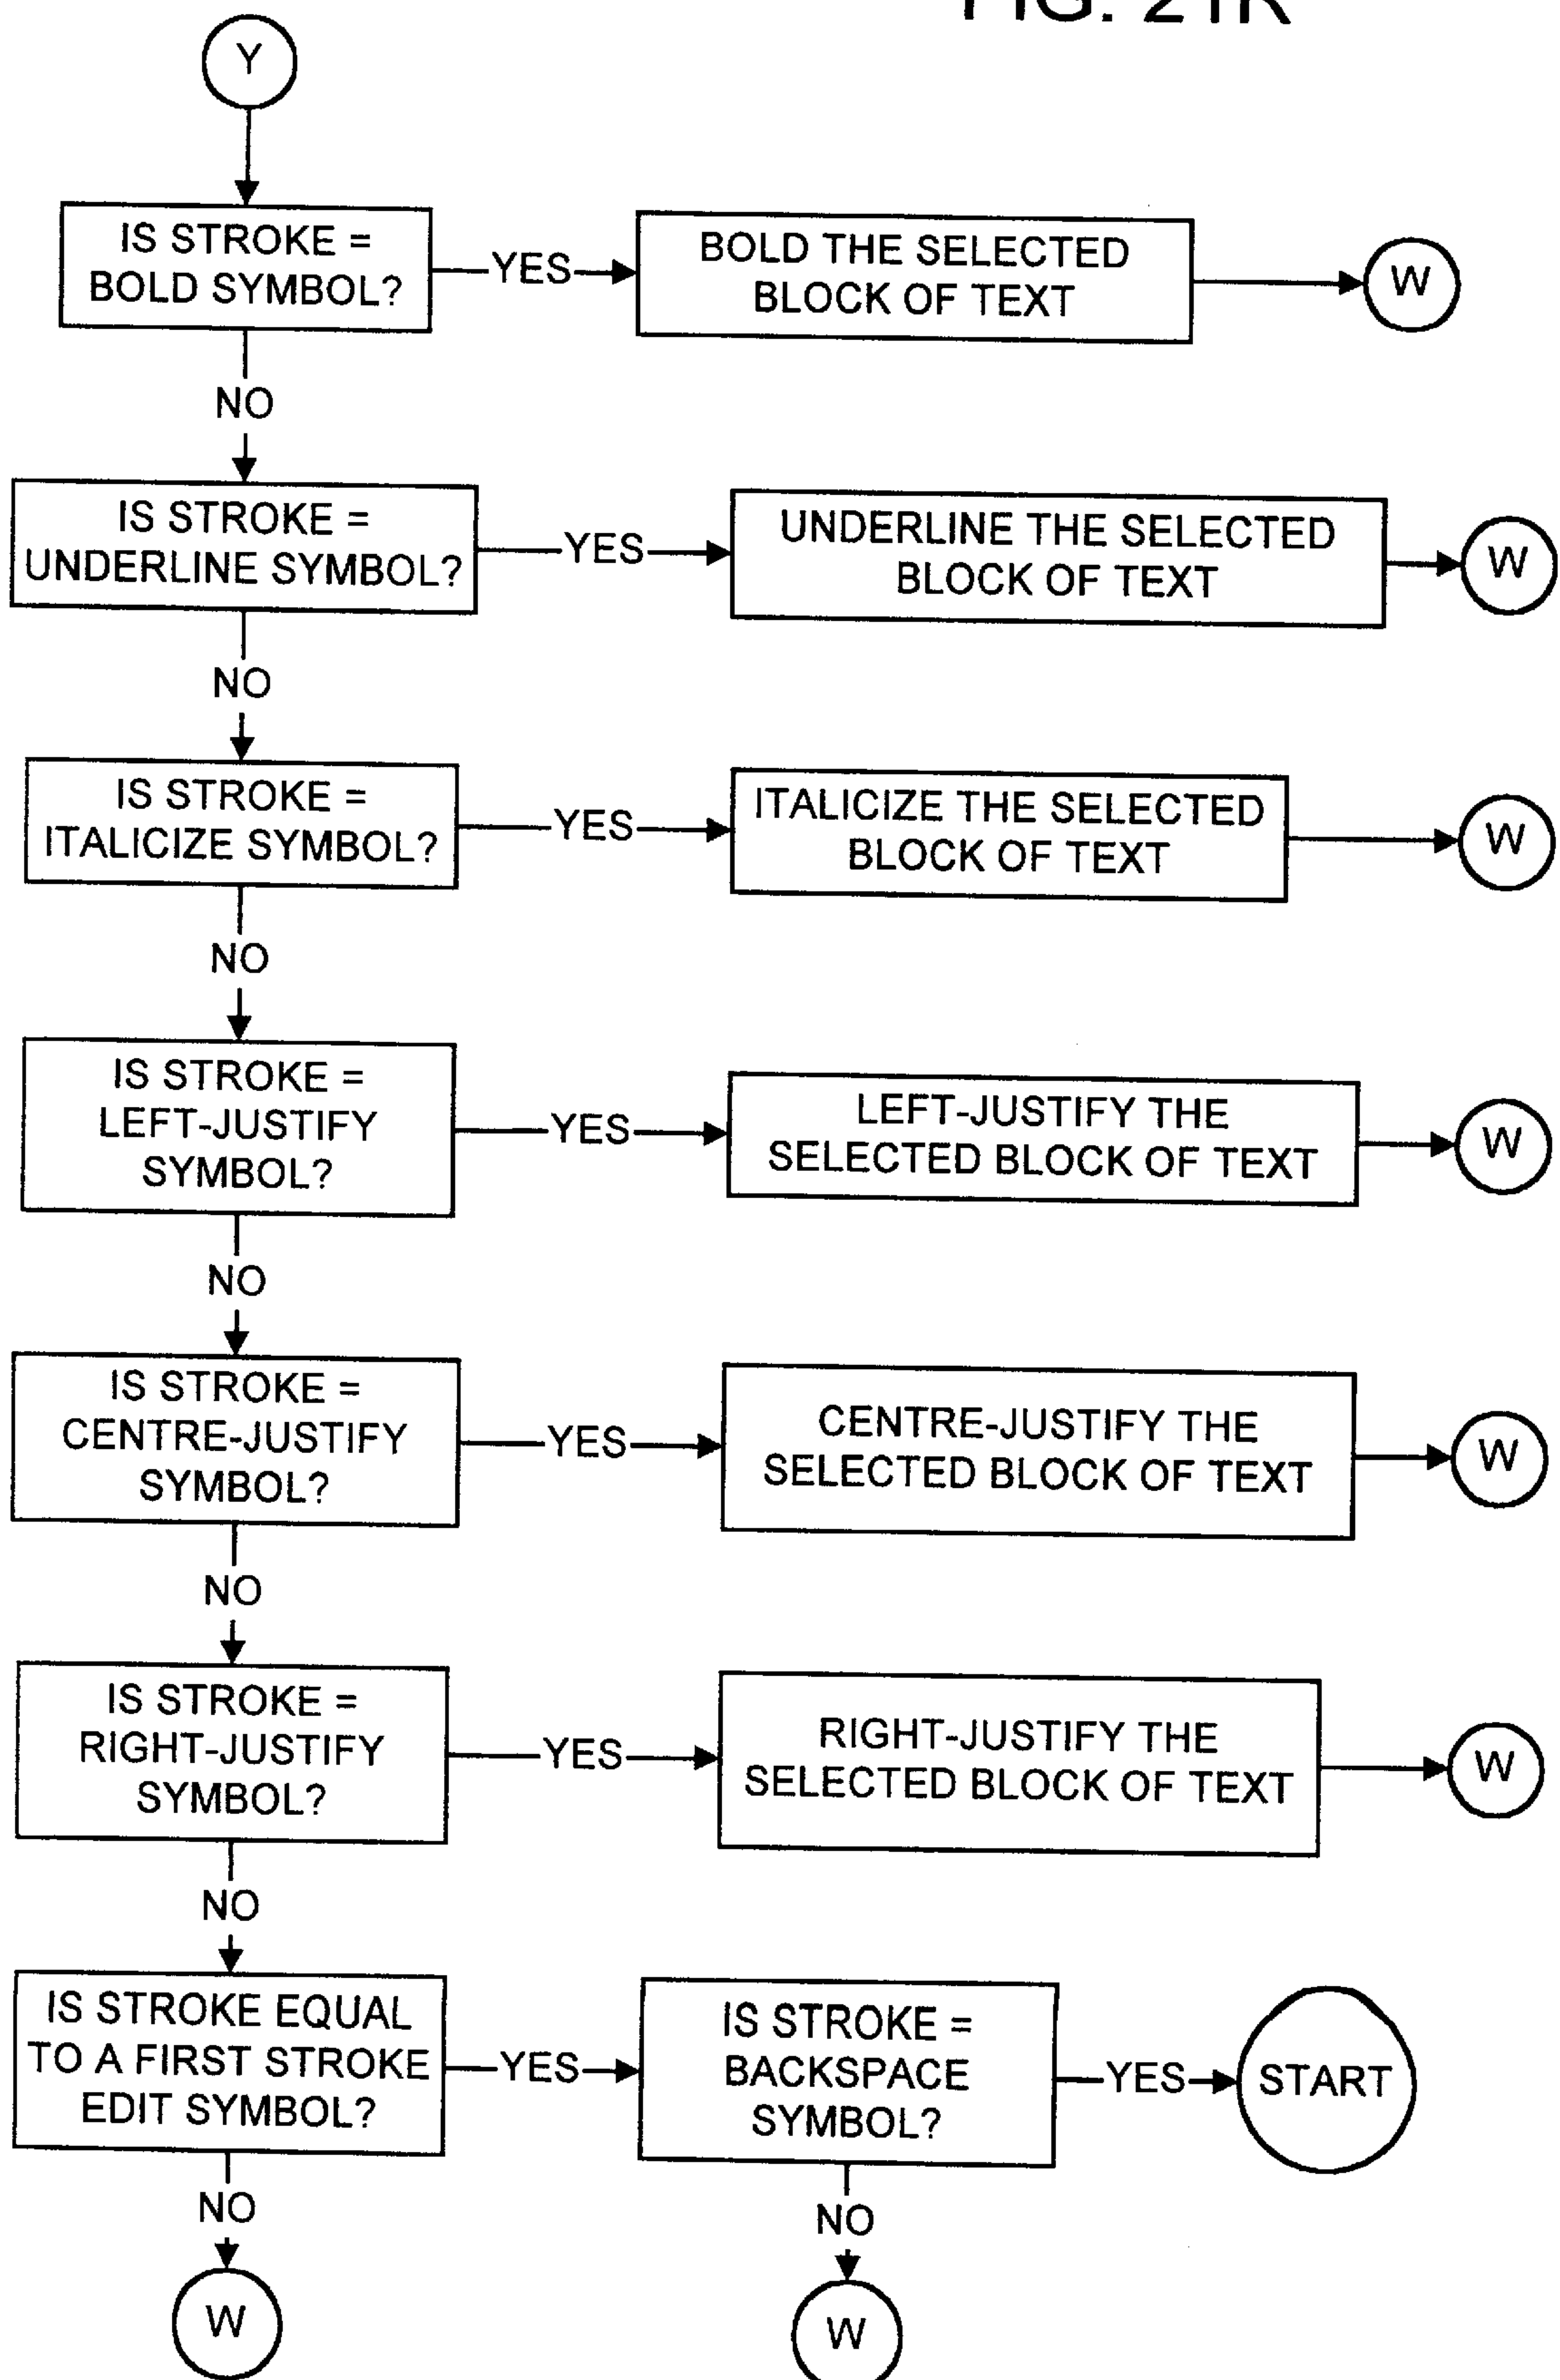 FIG. 21R
Y
IS STROKE =
BOLD SYMBOL?
YES
BOLD THE SELECTED
BLOCK OF TEXT
W
NO
IS STROKE =
UNDERLINE SYMBOL?
YES
UNDERLINE THE SELECTED
BLOCK OF TEXT
W
NO
IS STROKE =
ITALICIZE SYMBOL?
YES
ITALICIZE THE SELECTED
BLOCK OF TEXT
W
NO
IS STROKE =
LEFT-JUSTIFY
SYMBOL?
YES
LEFT-JUSTIFY THE
SELECTED BLOCK OF TEXT
W
NO
IS STROKE =
CENTRE-JUSTIFY
SYMBOL?
YES
CENTRE-JUSTIFY THE
SELECTED BLOCK OF TEXT
W
NO
IS STROKE =
RIGHT-JUSTIFY
SYMBOL?
YES
RIGHT-JUSTIFY THE
SELECTED BLOCK OF TEXT
W
NO
IS STROKE EQUAL
TO A FIRST STROKE
EDIT SYMBOL?
YES
IS STROKE =
BACKSPACE
SYMBOL?
YES
START
NO
W
NO
W